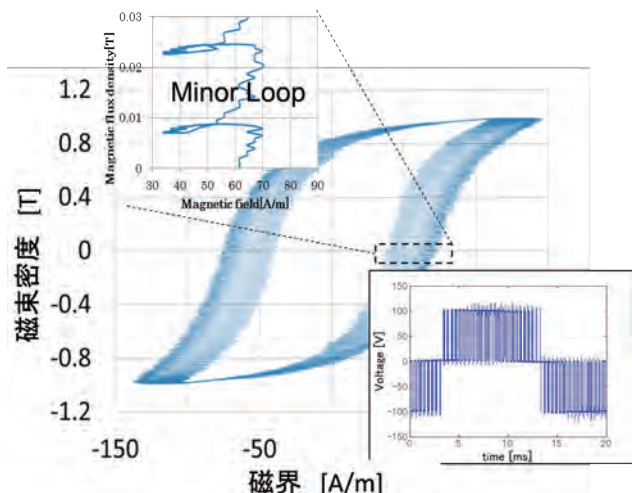 0.03
0.02
0.01
0
Magnetic flux density[T]
Minor Loop
30 40 50 60 70 80 90
Magnetic field[A/m]
1.2
0.8
0.4
0
-0.4
-0.8
-1.2
磁束密度 [T]
-150 -50
磁界 [A/m]
150
100
50
0
-50
-100
-150
Voltage [V]
0 5 10 15 20
time [ms]